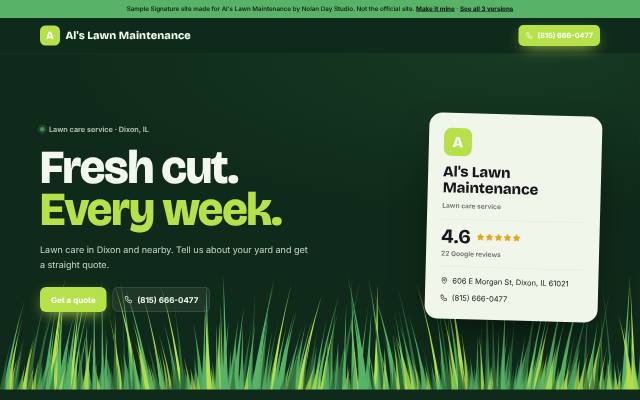 Sample Signature site made for Al's Lawn Maintenance by Nolan Day Studio. Not the official site. Make it mine · See all 3 versions
A Al's Lawn Maintenance
(815) 666-0477
Lawn care service · Dixon, IL
Fresh cut.
Every week.
Lawn care in Dixon and nearby. Tell us about your yard and get
a straight quote.
Get a quote
(815) 666-0477
A
Al's Lawn
Maintenance
Lawn care service
4.6
22 Google reviews
606 E Morgan St, Dixon, IL 61021
(815) 666-0477